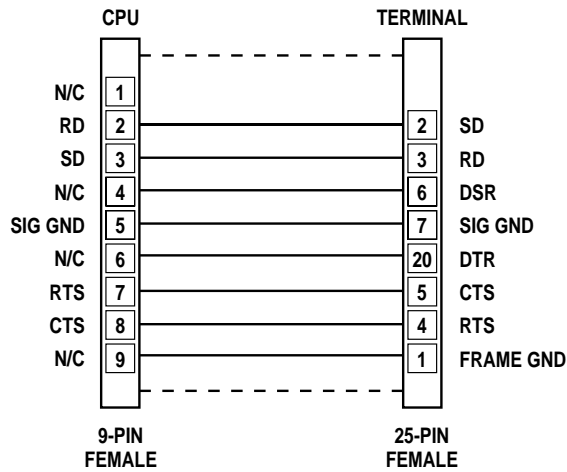 CPU TERMINAL
N/C 1
RD 2 2 SD
SD 3 3 RD
N/C 4 6 DSR
SIG GND 5 7 SIG GND
N/C 6 20 DTR
RTS 7 5 CTS
CTS 8 4 RTS
N/C 9 1 FRAME GND
9-PIN 25-PIN
FEMALE FEMALE